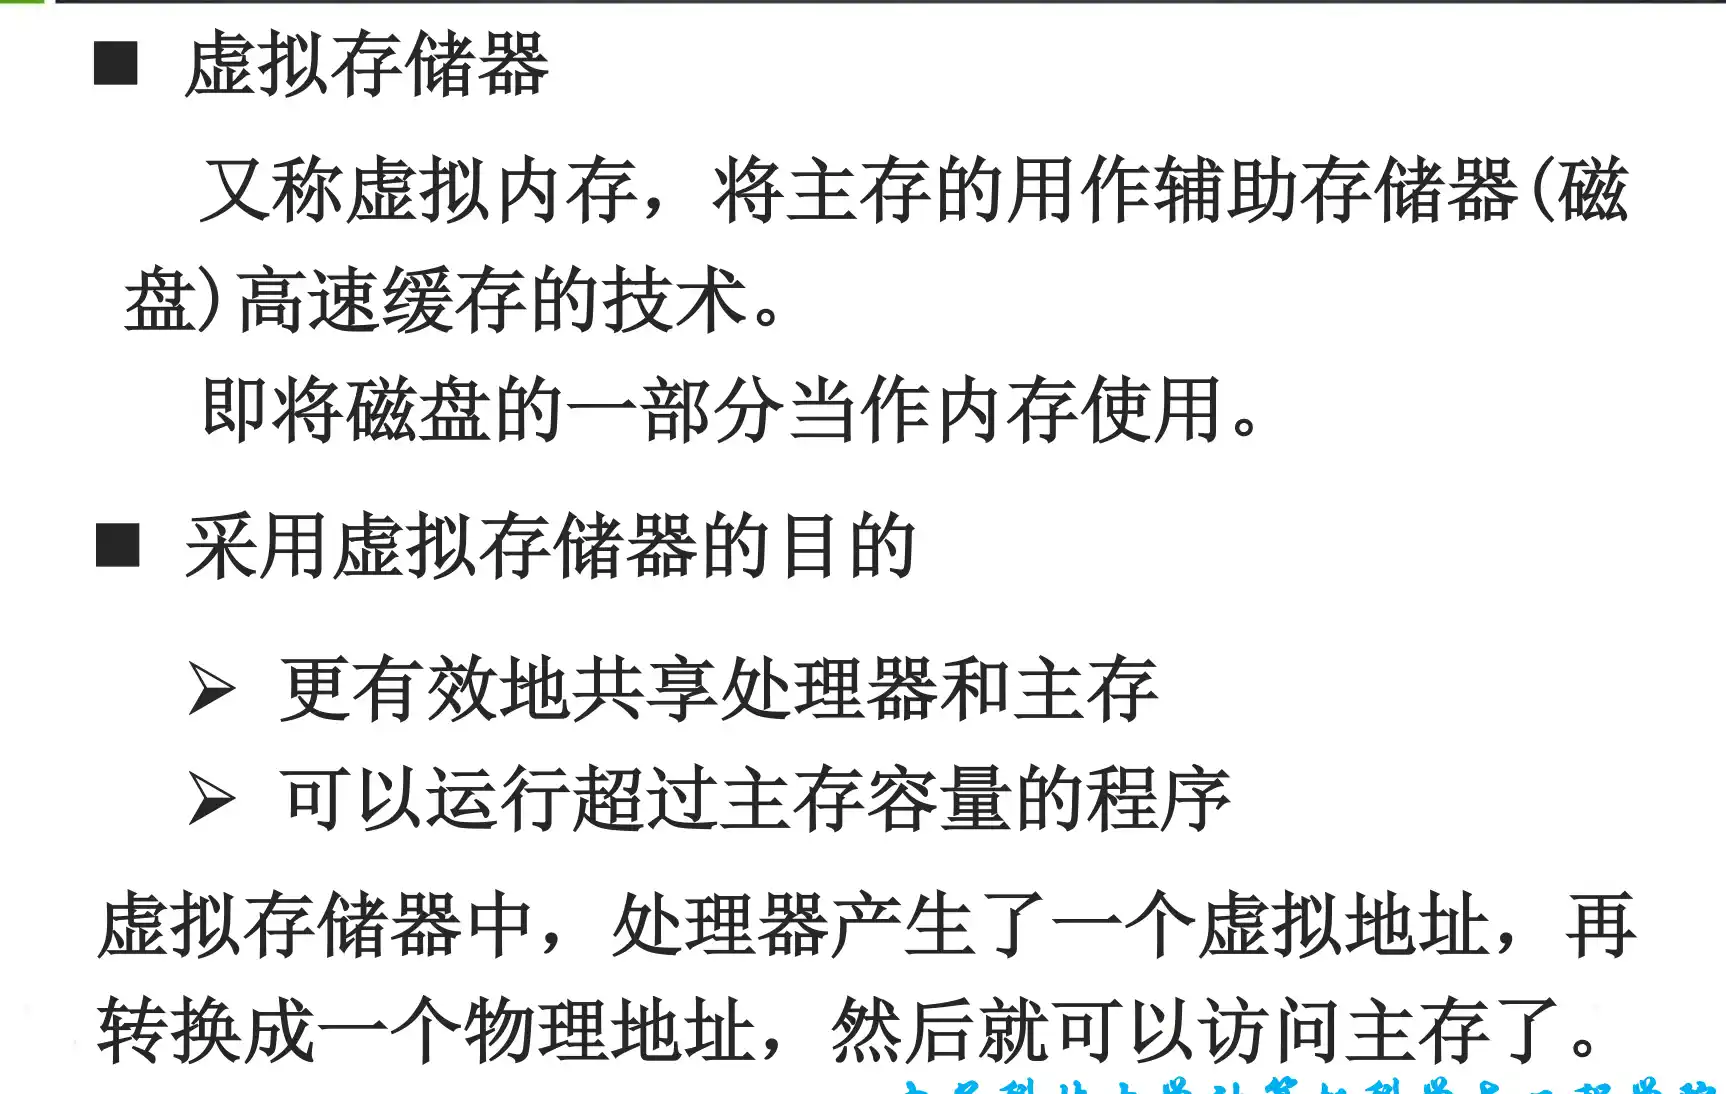 虚拟存储器
又称虚拟内存，将主存的用作辅助存储器(磁
盘)高速缓存的技术。
即将磁盘的一部分当作内存使用。
采用虚拟存储器的目的
更有效地共享处理器和主存
可以运行超过主存容量的程序
虚拟存储器中，处理器产生了一个虚拟地址，再
转换成一个物理地址，然后就可以访问主存了。